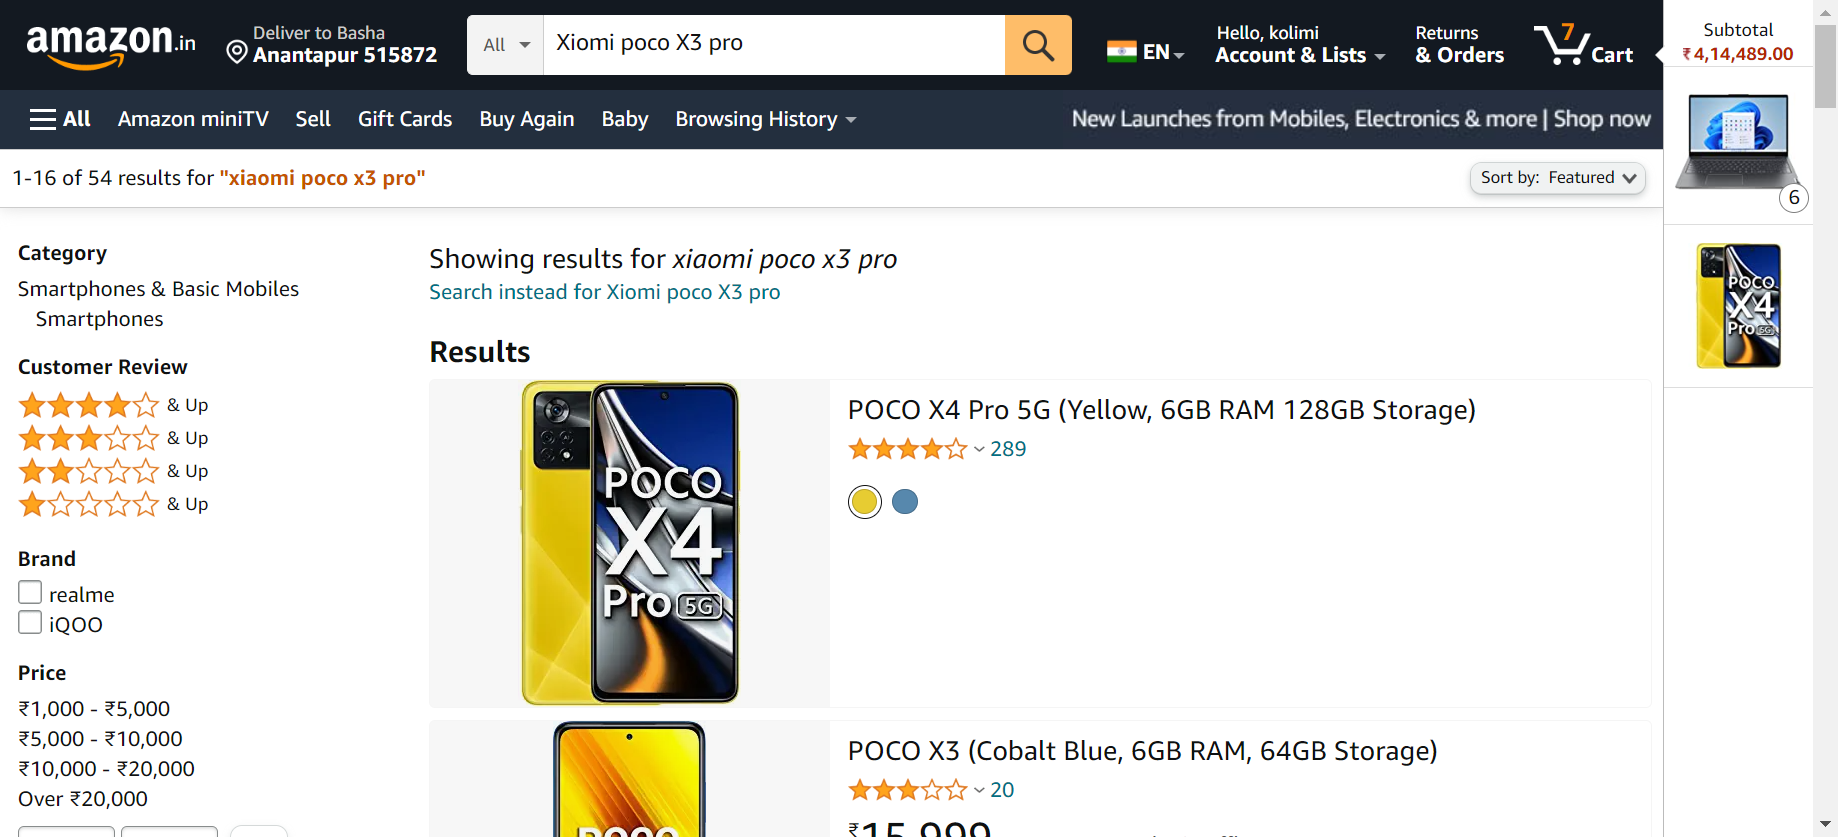 amazon.in
Deliver to Basha
Anantapur 515872
All
Xiomi poco X3 pro
EN
Hello, kolimi
Account & Lists
Returns
& Orders
7
Cart
Subtotal
₹ 4,14,489.00
All
Amazon miniTV
Sell
Gift Cards
Buy Again
Baby
Browsing History
New Launches from Mobiles, Electronics & more | Shop now
6
1-16 of 54 results for "xiaomi poco x3 pro"
Sort by: Featured
POCO
X4
Pro 5G
Category
Smartphones & Basic Mobiles
Smartphones
Customer Review
& Up
& Up
& Up
& Up
Brand
realme
iQOO
Price
₹1,000 - ₹5,000
₹5,000 - ₹10,000
₹10,000 - ₹20,000
Over ₹20,000
Showing results for xiaomi poco x3 pro
Search instead for Xiomi poco X3 pro
Results
POCO
X4
Pro 5G
POCO X4 Pro 5G (Yellow, 6GB RAM 128GB Storage)
289
POCO
POCO X3 (Cobalt Blue, 6GB RAM, 64GB Storage)
20
₹15,999